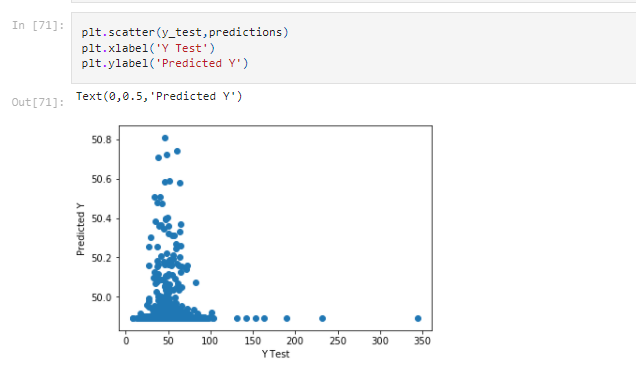 In [71]:
plt.scatter(y_test,predictions)
plt.xlabel('Y Test')
plt.ylabel('Predicted Y')
Out[71]:
Text(0,0.5,'Predicted Y')
50.8
50.6
50.4
50.2
50.0
Predicted Y
0 50 100 150 200 250 300 350
Y Test